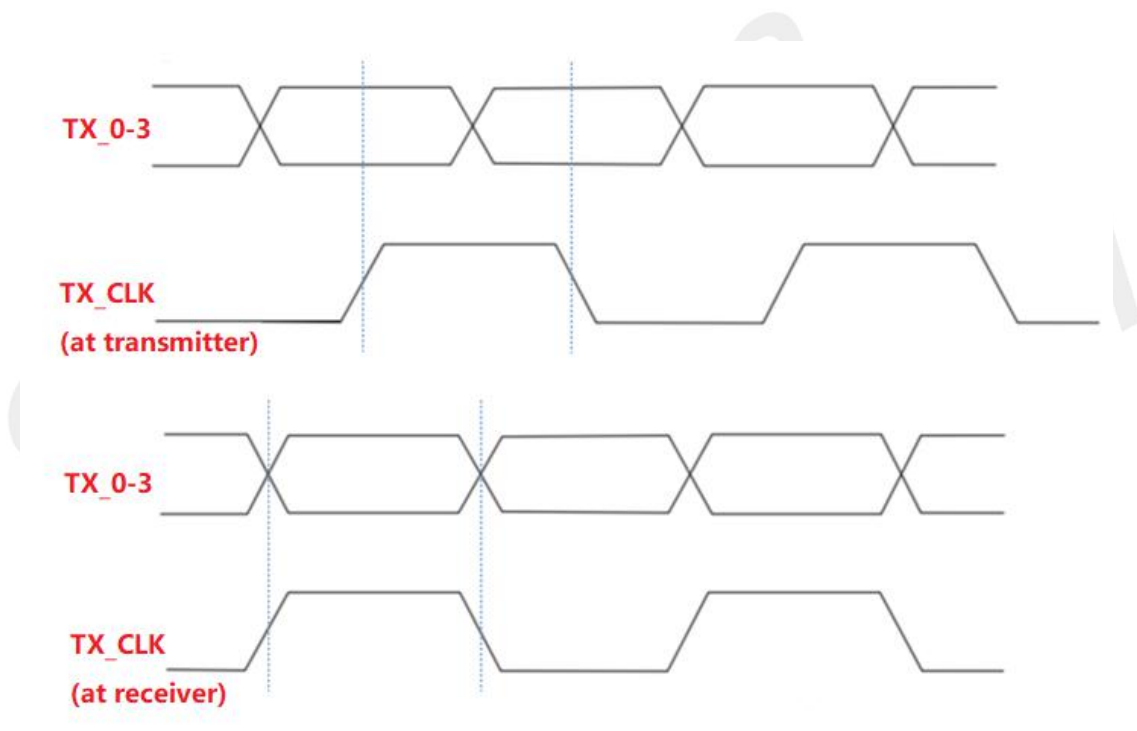 TX_0-3
TX_CLK
(at transmitter)
TX_0-3
TX_CLK
(at receiver)